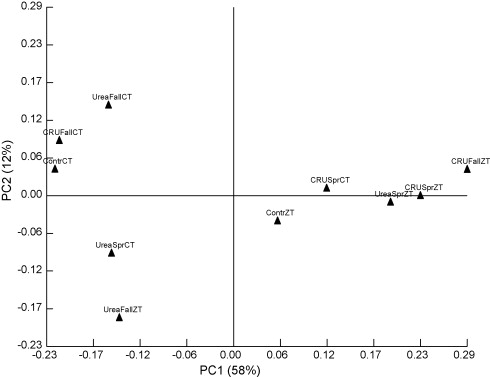 0.29
0.23
0.17
0.12
0.06
0.00
-0.06
-0.12
-0.17
-0.23
PC2 (12%)
UreaFallCT
CRUFallCT
ContrCT
CRUFallZT
CRUSprCT
CRUSprZT
UreaSprZT
ContrZT
UreaSprCT
UreaFallZT
-0.23 -0.17 -0.12 -0.06 0.00 0.06 0.12 0.17 0.23 0.29
PC1 (58%)